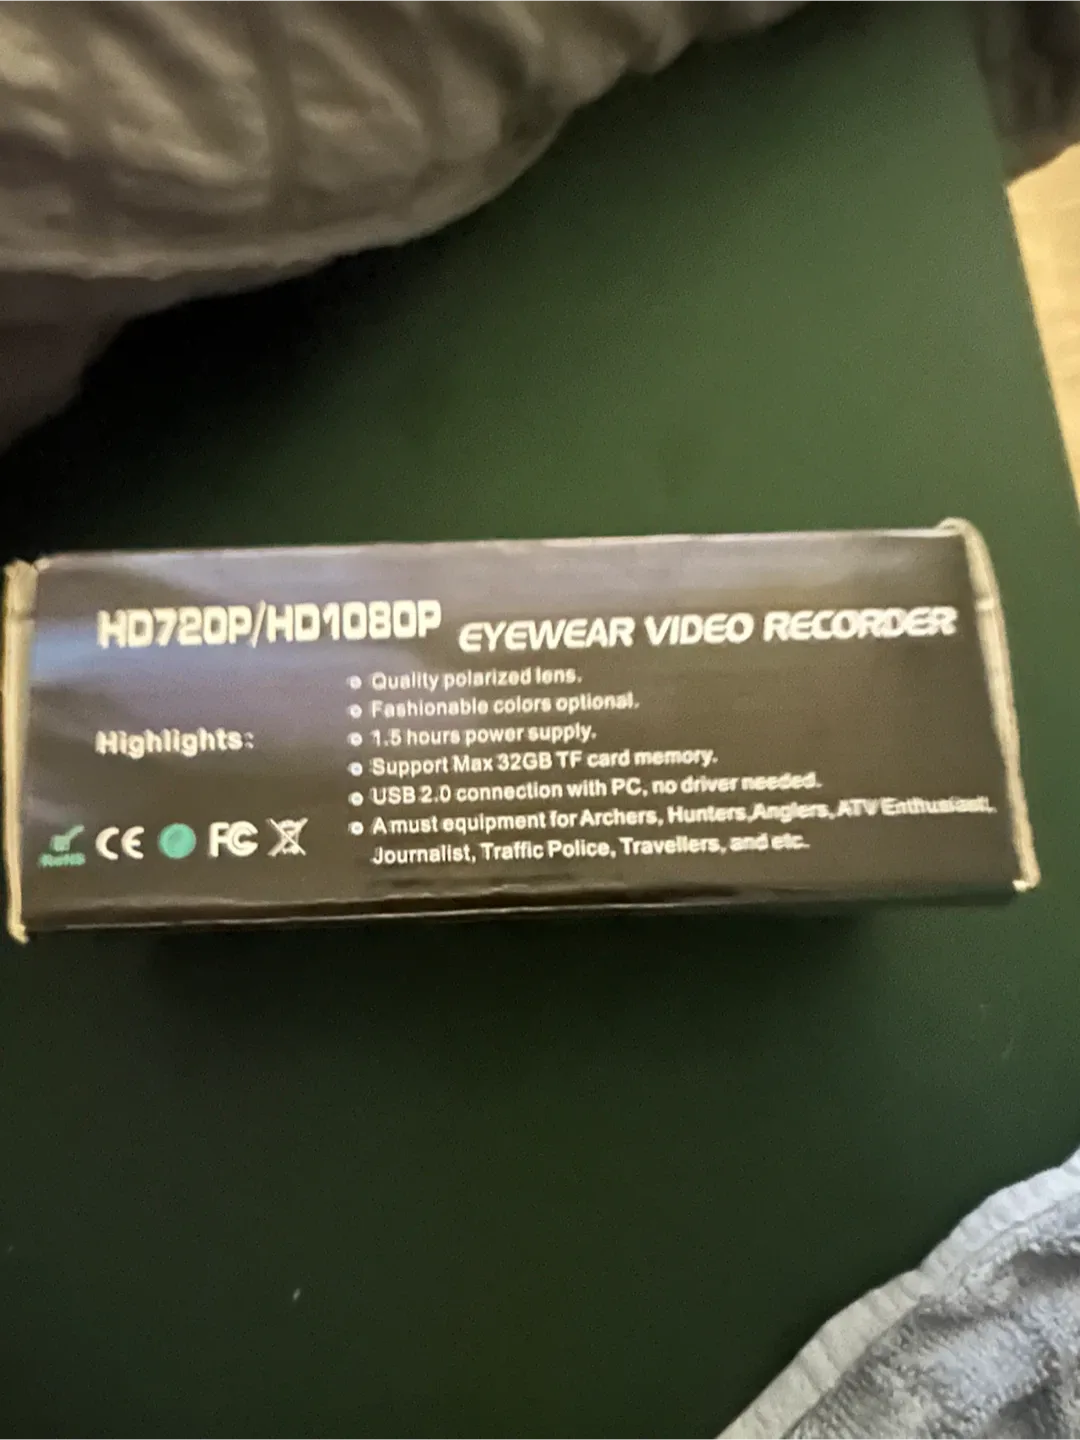 HD720P/HD1080P EYEWEAR VIDEO RECORDER
Highlights:
Quality polarized lens.
Fashionable colors optional.
1.5 hours power supply.
Support Max 32GB TF card memory.
USB 2.0 connection with PC, no driver needed.
A must equipment for Archers, Hunters,Anglers, ATV Enthusiast,
Journalist, Traffic Police, Travellers, and etc.
RoHS CE FC